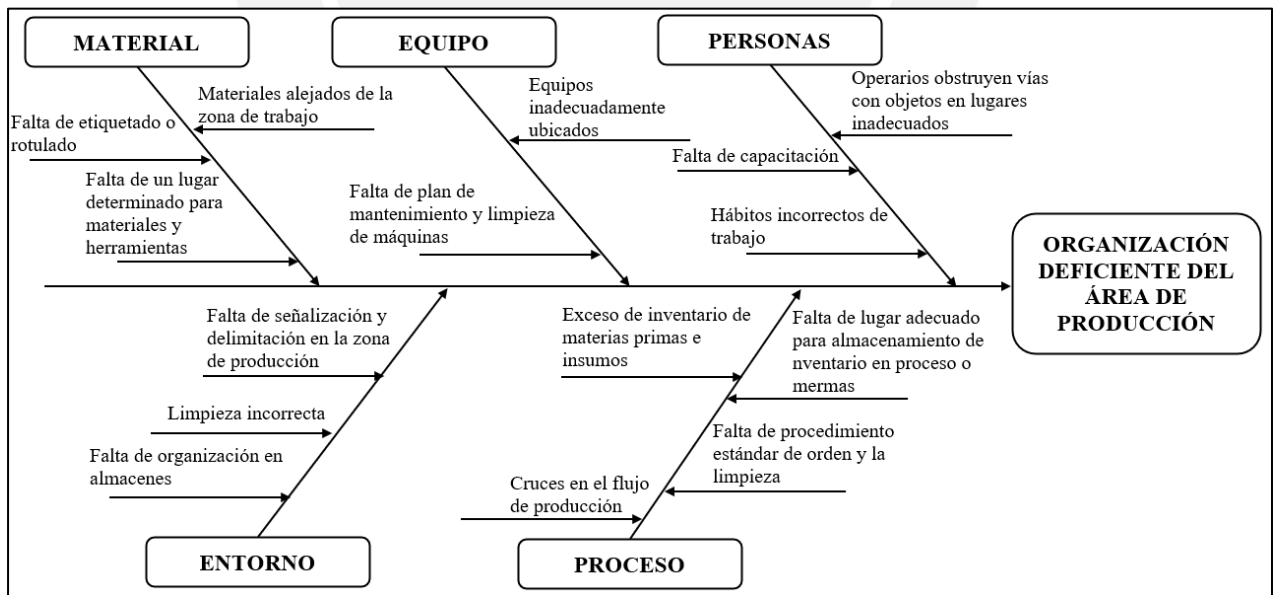 MATERIAL
EQUIPO
PERSONAS
Materiales alejados de la
zona de trabajo
Falta de etiquetado o
rotulado
Falta de un lugar
determinado para
materiales y
herramientas
Equipos
inadecuadamente
ubicados
Falta de plan de
mantenimiento y limpieza
de máquinas
Operarios obstruyen vías
con objetos en lugares
inadecuados
Falta de capacitación
Hábitos incorrectos de
trabajo
ORGANIZACIÓN
DEFICIENTE DEL
ÁREA DE
PRODUCCIÓN
Falta de señalización y
delimitación en la zona
de producción
Limpieza incorrecta
Falta de organización en
almacenes
Exceso de inventario de
materias primas e
insumos
Falta de lugar adecuado
para almacenamiento de
nventario en proceso o
mermas
Falta de procedimiento
estándar de orden y la
limpieza
Cruces en el flujo
de producción
ENTORNO
PROCESO